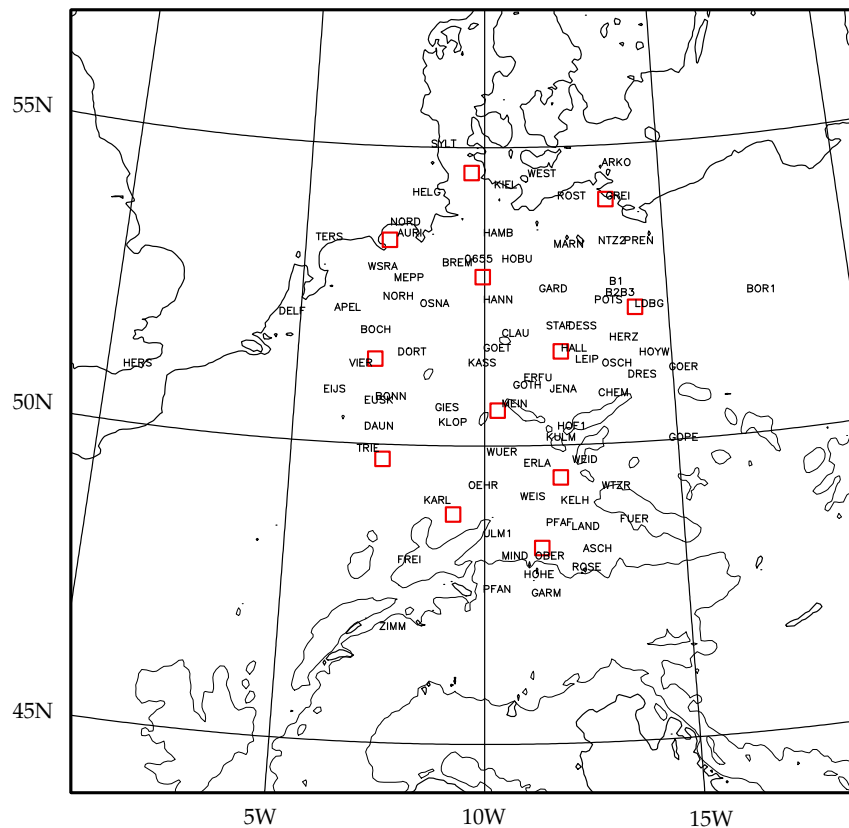 55N
SYLT
ARKO
WEST
KIEL
HELG
ROST
GREI
NORD
AURI
TERS
HAMB
NTZ2
PREN
MARN
0655
HOBU
BREM
WSRA
MEPP
B1
B2B3
GARD
BOR1
NORH
OSNA
HANN
POTS
LDBG
APEL
DELF
BOCH
CLAU
STAF
DESS
HERZ
DORT
GOET
HALL
HOYW
HERS
VIER
KASS
LEIP
OSCH
GOER
DRES
ERFU
GOTH
EIJS
JENA
CHEM
BONN
EUSK
50N
GIES
MEIN
KLOP
DAUN
HOF1
KULM
GOPE
TRIE
WUER
ERLA
WEID
OEHR
WTZR
KARL
WEIS
KELH
FUER
PFAF
LAND
ULM1
ASCH
FREI
MIND
OBER
ROSE
HOHE
PFAN
GARM
ZIMM
45N
5W
10W
15W